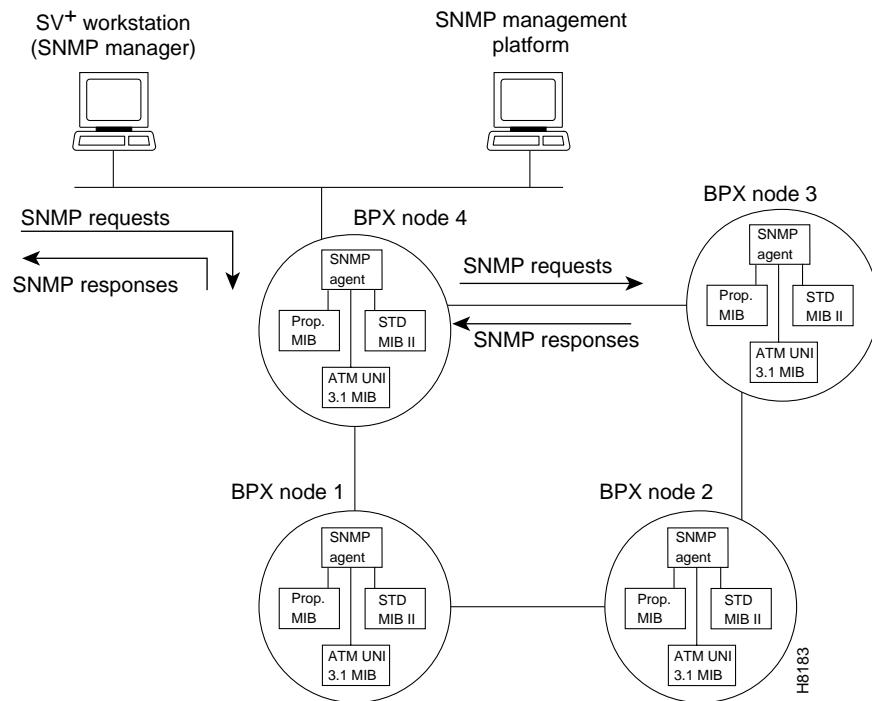 SV+ workstation
(SNMP manager)
SNMP management
platform
SNMP requests
SNMP responses
BPX node 4
SNMP
agent
Prop.
MIB
STD
MIB II
ATM UNI
3.1 MIB
SNMP requests
SNMP responses
BPX node 3
SNMP
agent
Prop.
MIB
STD
MIB II
ATM UNI
3.1 MIB
BPX node 1
SNMP
agent
Prop.
MIB
STD
MIB II
ATM UNI
3.1 MIB
BPX node 2
SNMP
agent
Prop.
MIB
STD
MIB II
ATM UNI
3.1 MIB
H8183